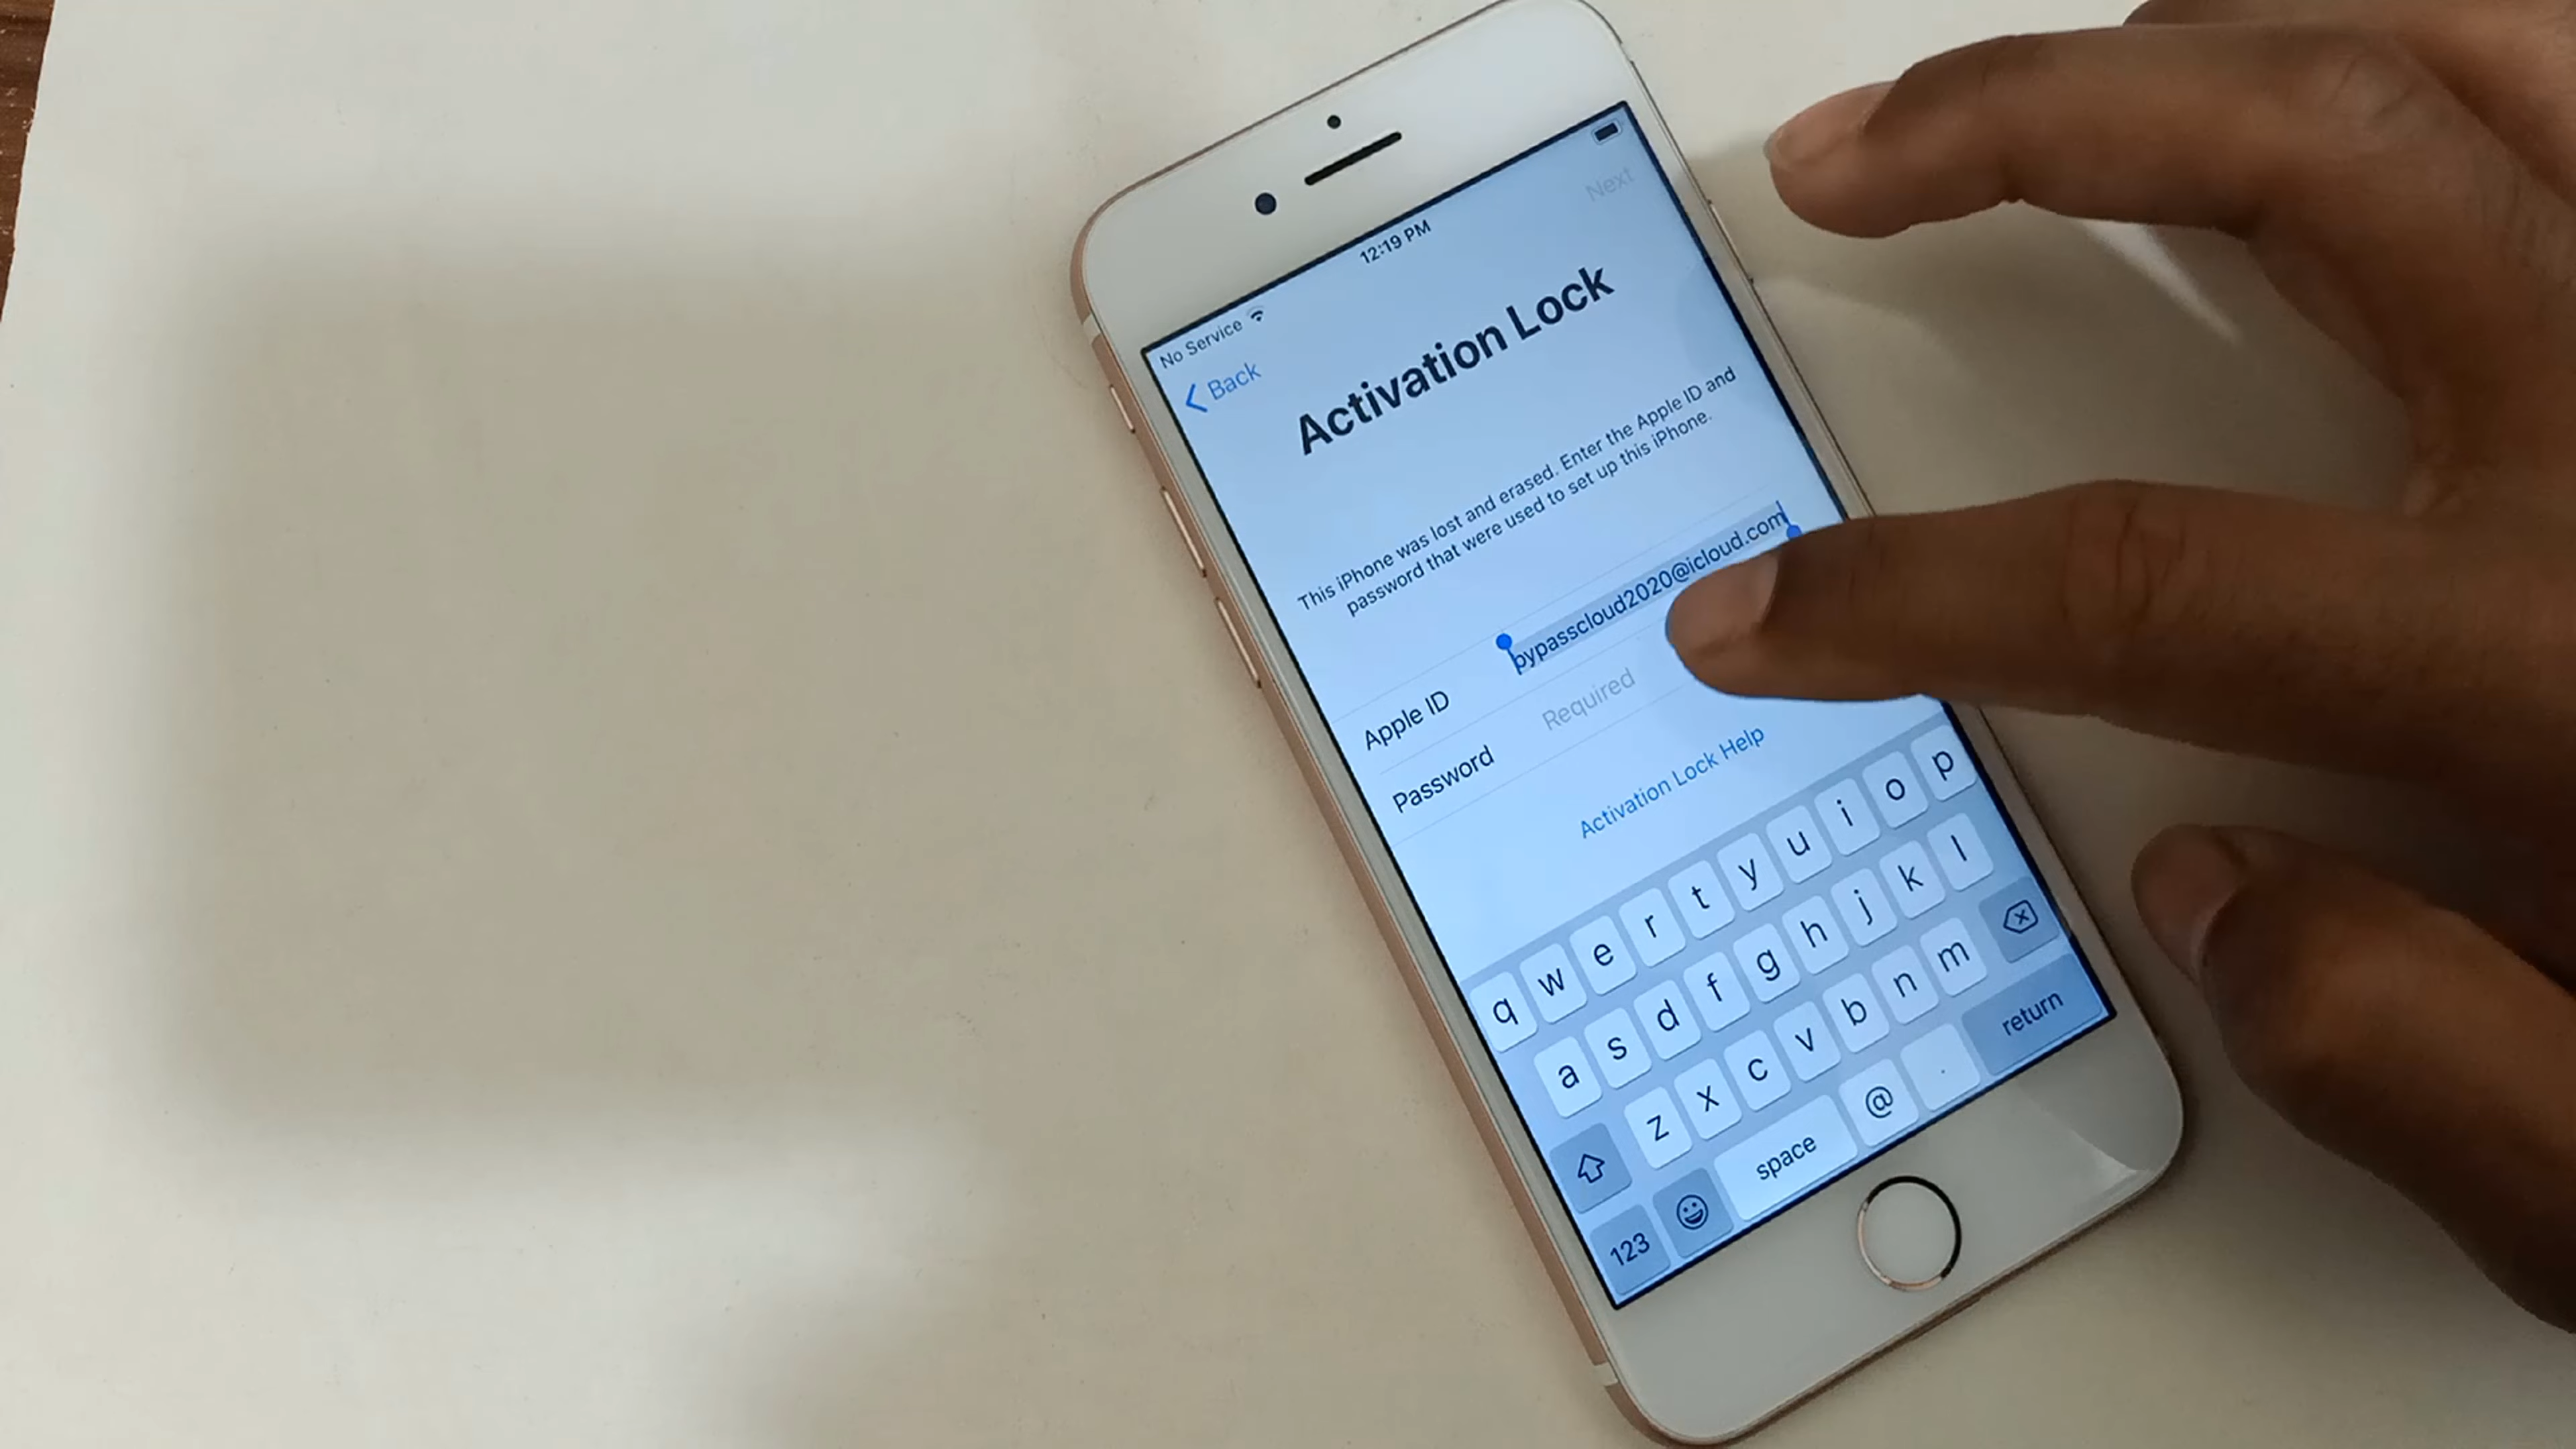 No Service
12:19 PM
Back
Next
Activation Lock
This iPhone was lost and erased. Enter the Apple ID and
password that were used to set up this iPhone.
Apple ID bypasscloud2020@icloud.com
Password Required
Activation Lock Help
q w e r t y u i o p
a s d f g h j k l
z x c v b n m
123 space @ . return